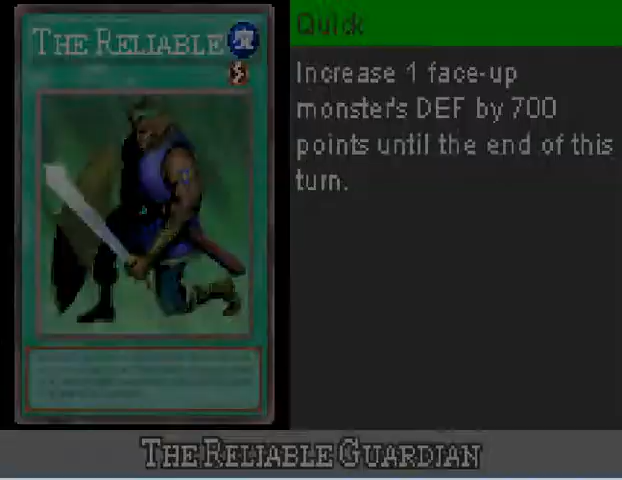 The Reliable
Quick
Increase 1 face-up
monster's DEF by 700
points until the end of this
turn.
The Reliable Guardian